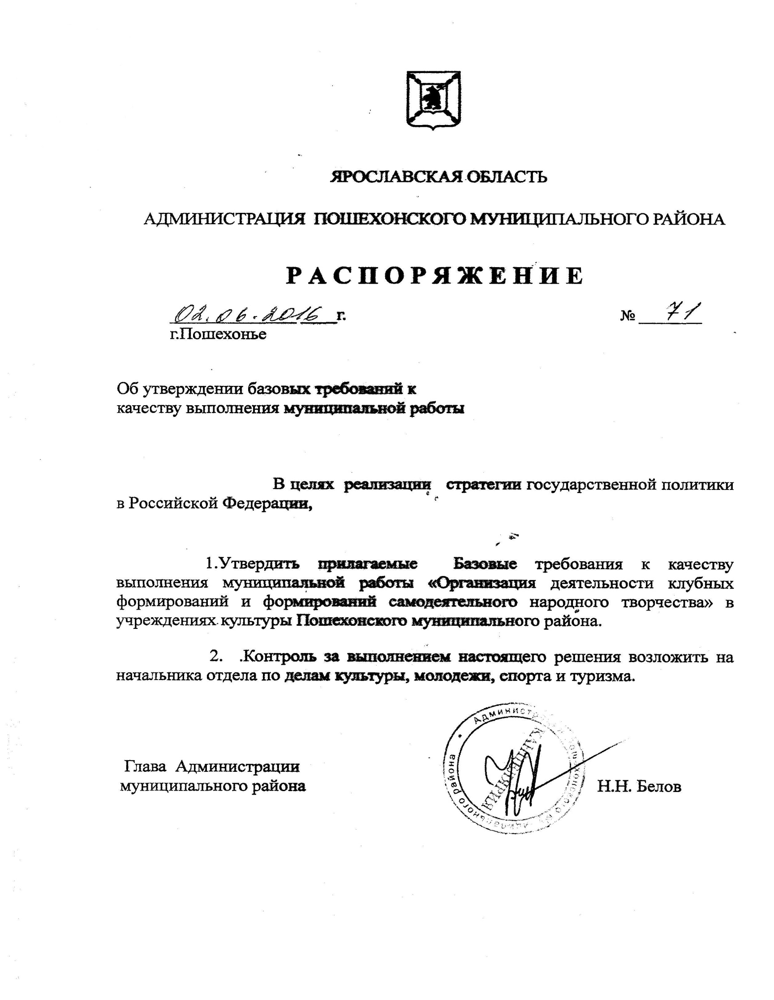 ЯРОСЛАВСКАЯ ОБЛАСТЬ
АДМИНИСТРАЦИЯ ПОШЕХОНСКОГО МУНИЦИПАЛЬНОГО РАЙОНА
РАСПОРЯЖЕНИЕ
02.06.2016 г. № 71
г.Пошехонье
Об утверждении базовых требований к
качеству выполнения муниципальной работы
В целях реализации стратегии государственной политики
в Российской Федерации,
1.Утвердить прилагаемые Базовые требования к качеству
выполнения муниципальной работы «Организация деятельности клубных
формирований и формирований самодеятельного народного творчества» в
учреждениях культуры Пошехонского муниципального района.
2. .Контроль за выполнением настоящего решения возложить на
начальника отдела по делам культуры, молодежи, спорта и туризма.
Администрация Пошехонского муниципального района
КАНЦЕЛЯРИЯ
Глава Администрации
муниципального района Н.Н. Белов